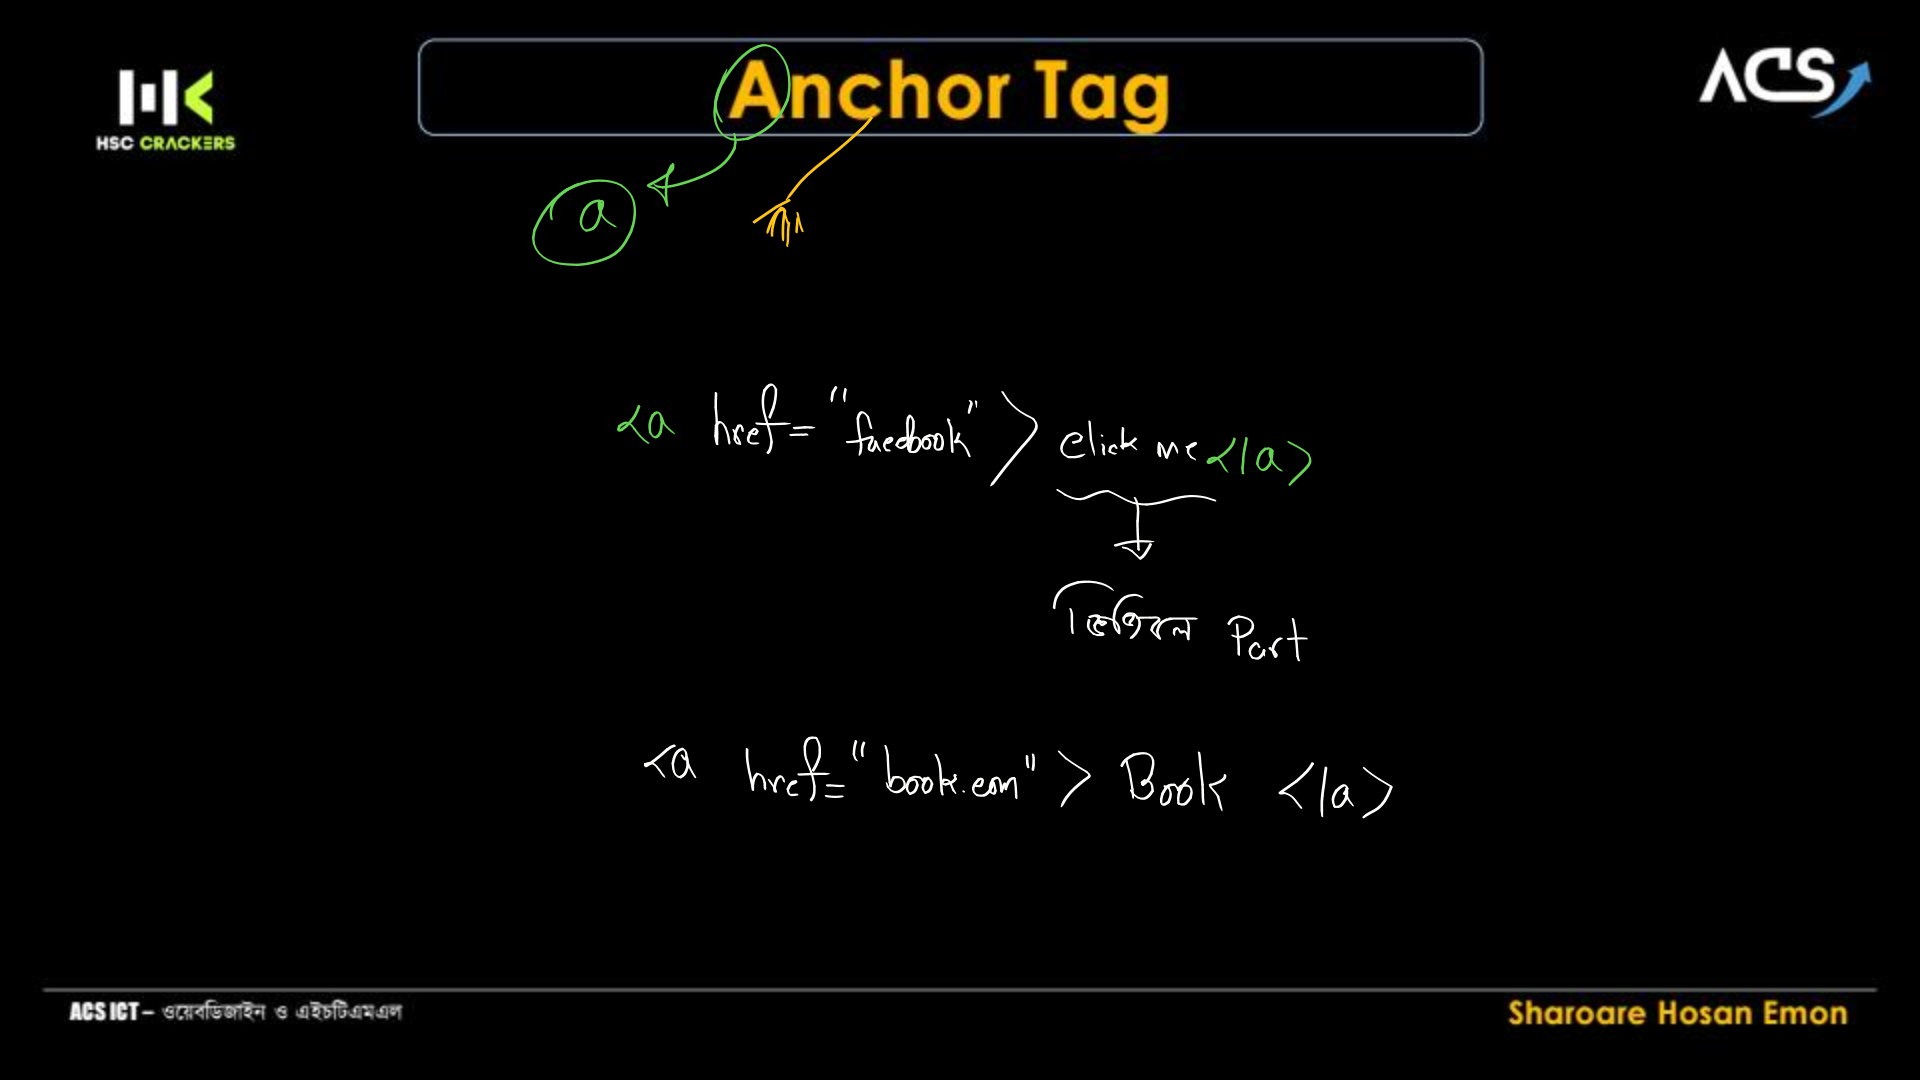 HSC CRACKERS
Anchor Tag
ACS
a
<a href="facebook"> click me </a>
ভিজিবল Part
<a href="book.com"> Book </a>
ACS ICT – ওয়েবডিজাইন ও এইচটিএমএল
Sharoare Hosan Emon